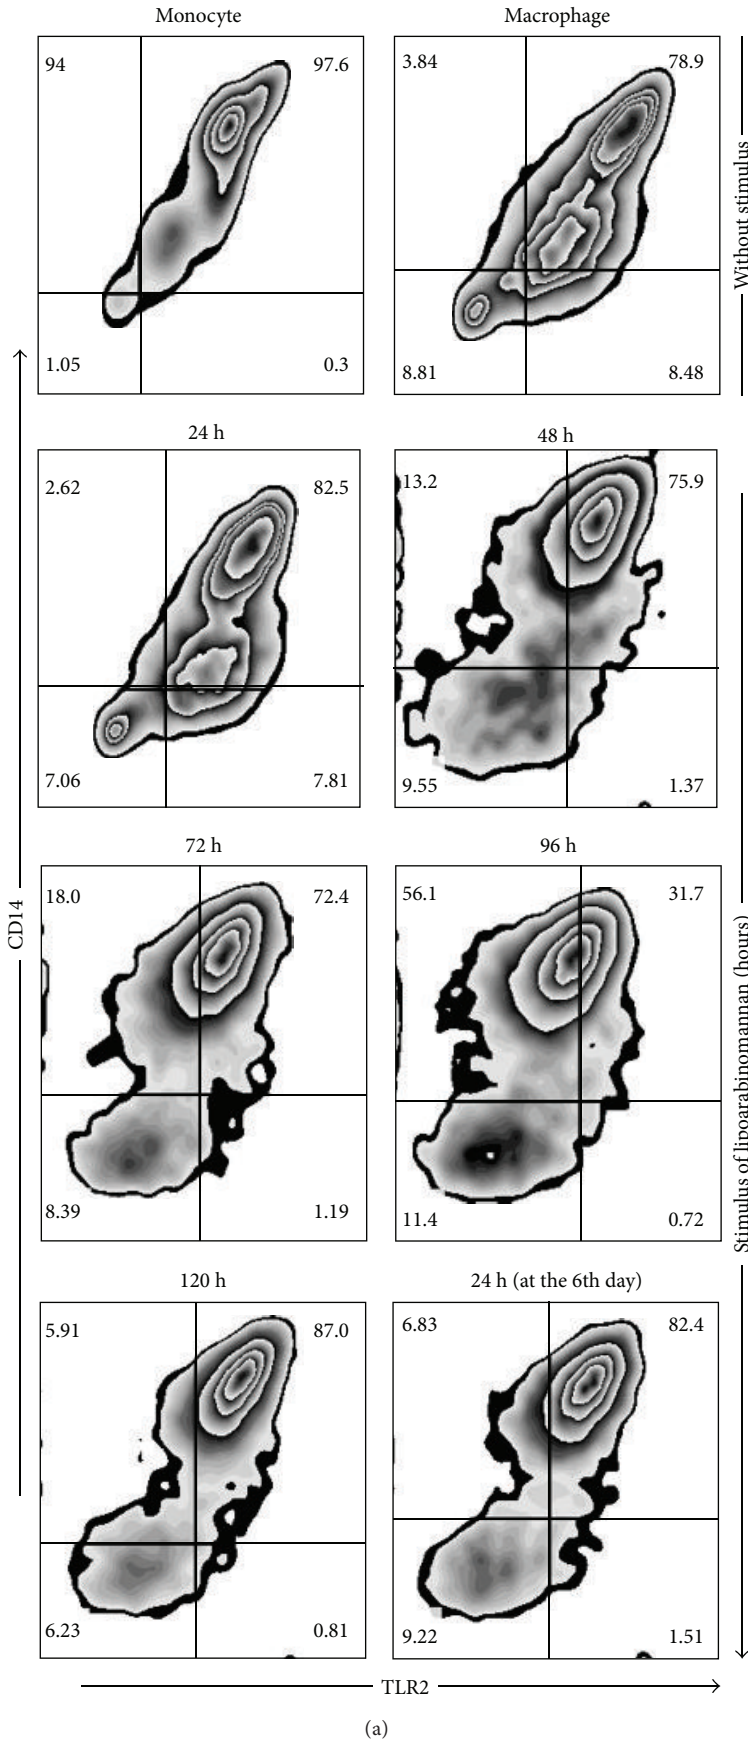 Monocyte
Macrophage
94
97.6
1.05
0.3
3.84
78.9
8.81
8.48
Without stimulus
24 h
48 h
2.62
82.5
7.06
7.81
13.2
75.9
9.55
1.37
72 h
96 h
18.0
72.4
8.39
1.19
56.1
31.7
11.4
0.72
120 h
24 h (at the 6th day)
5.91
87.0
6.23
0.81
6.83
82.4
9.22
1.51
Stimulus of lipoarabinomannan (hours)
CD14
TLR2
(a)